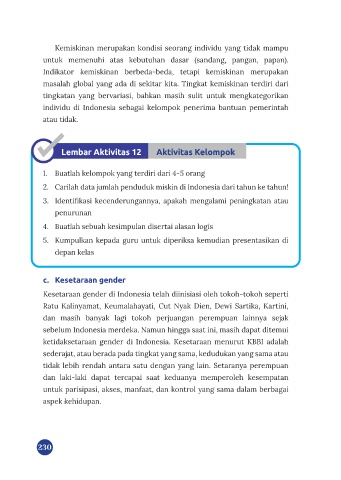 Kemiskinan merupakan kondisi seorang individu yang tidak mampu
untuk memenuhi atas kebutuhan dasar (sandang, pangan, papan).
Indikator kemiskinan berbeda-beda, tetapi kemiskinan merupakan
masalah global yang ada di sekitar kita. Tingkat kemiskinan terdiri dari
tingkatan yang bervariasi, bahkan masih sulit untuk mengkategorikan
individu di Indonesia sebagai kelompok penerima bantuan pemerintah
atau tidak.
Lembar Aktivitas 12 Aktivitas Kelompok
1. Buatlah kelompok yang terdiri dari 4-5 orang
2. Carilah data jumlah penduduk miskin di indonesia dari tahun ke tahun!
3. Identifikasi kecenderungannya, apakah mengalami peningkatan atau
penurunan
4. Buatlah sebuah kesimpulan disertai alasan logis
5. Kumpulkan kepada guru untuk diperiksa kemudian presentasikan di
depan kelas
c. Kesetaraan gender
Kesetaraan gender di Indonesia telah diinisiasi oleh tokoh-tokoh seperti
Ratu Kalinyamat, Keumalahayati, Cut Nyak Dien, Dewi Sartika, Kartini,
dan masih banyak lagi tokoh perjuangan perempuan lainnya sejak
sebelum Indonesia merdeka. Namun hingga saat ini, masih dapat ditemui
ketidaksetaraan gender di Indonesia. Kesetaraan menurut KBBI adalah
sederajat, atau berada pada tingkat yang sama, kedudukan yang sama atau
tidak lebih rendah antara satu dengan yang lain. Setaranya perempuan
dan laki-laki dapat tercapai saat keduanya memperoleh kesempatan
untuk parisipasi, akses, manfaat, dan kontrol yang sama dalam berbagai
aspek kehidupan.
230